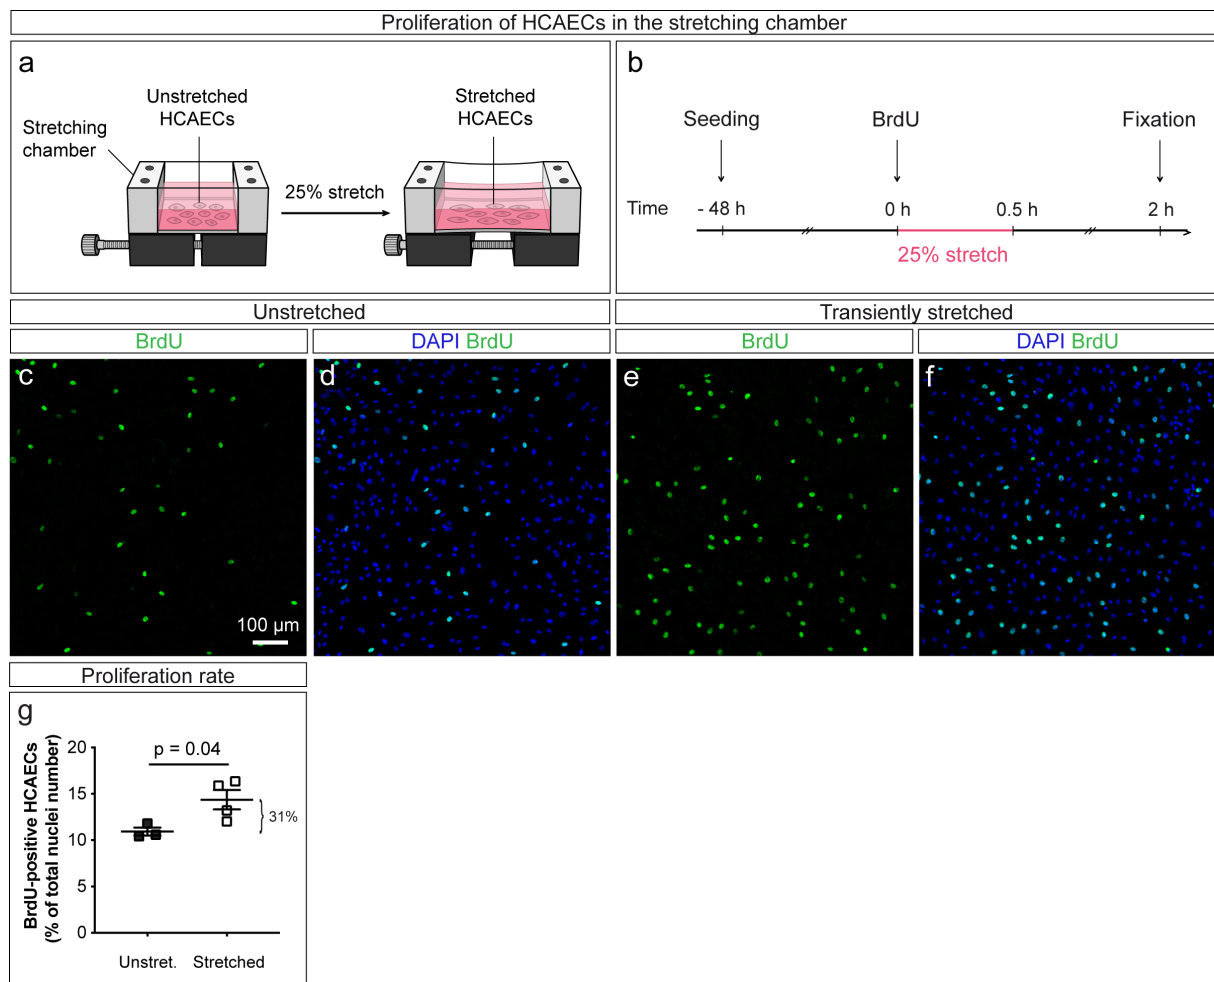 Proliferation of HCAECs in the stretching chamber
a
Unstretched
HCAECs
Stretched
HCAECs
Stretching
chamber
25% stretch
b
Seeding
BrdU
Fixation
Time
- 48 h
0 h
0.5 h
2 h
25% stretch
Unstretched
Transiently stretched
BrdU
DAPI BrdU
BrdU
DAPI BrdU
c
d
e
f
100 µm
Proliferation rate
g
BrdU-positive HCAECs
(% of total nuclei number)
20
15
10
5
0
p = 0.04
31%
Unstret.
Stretched